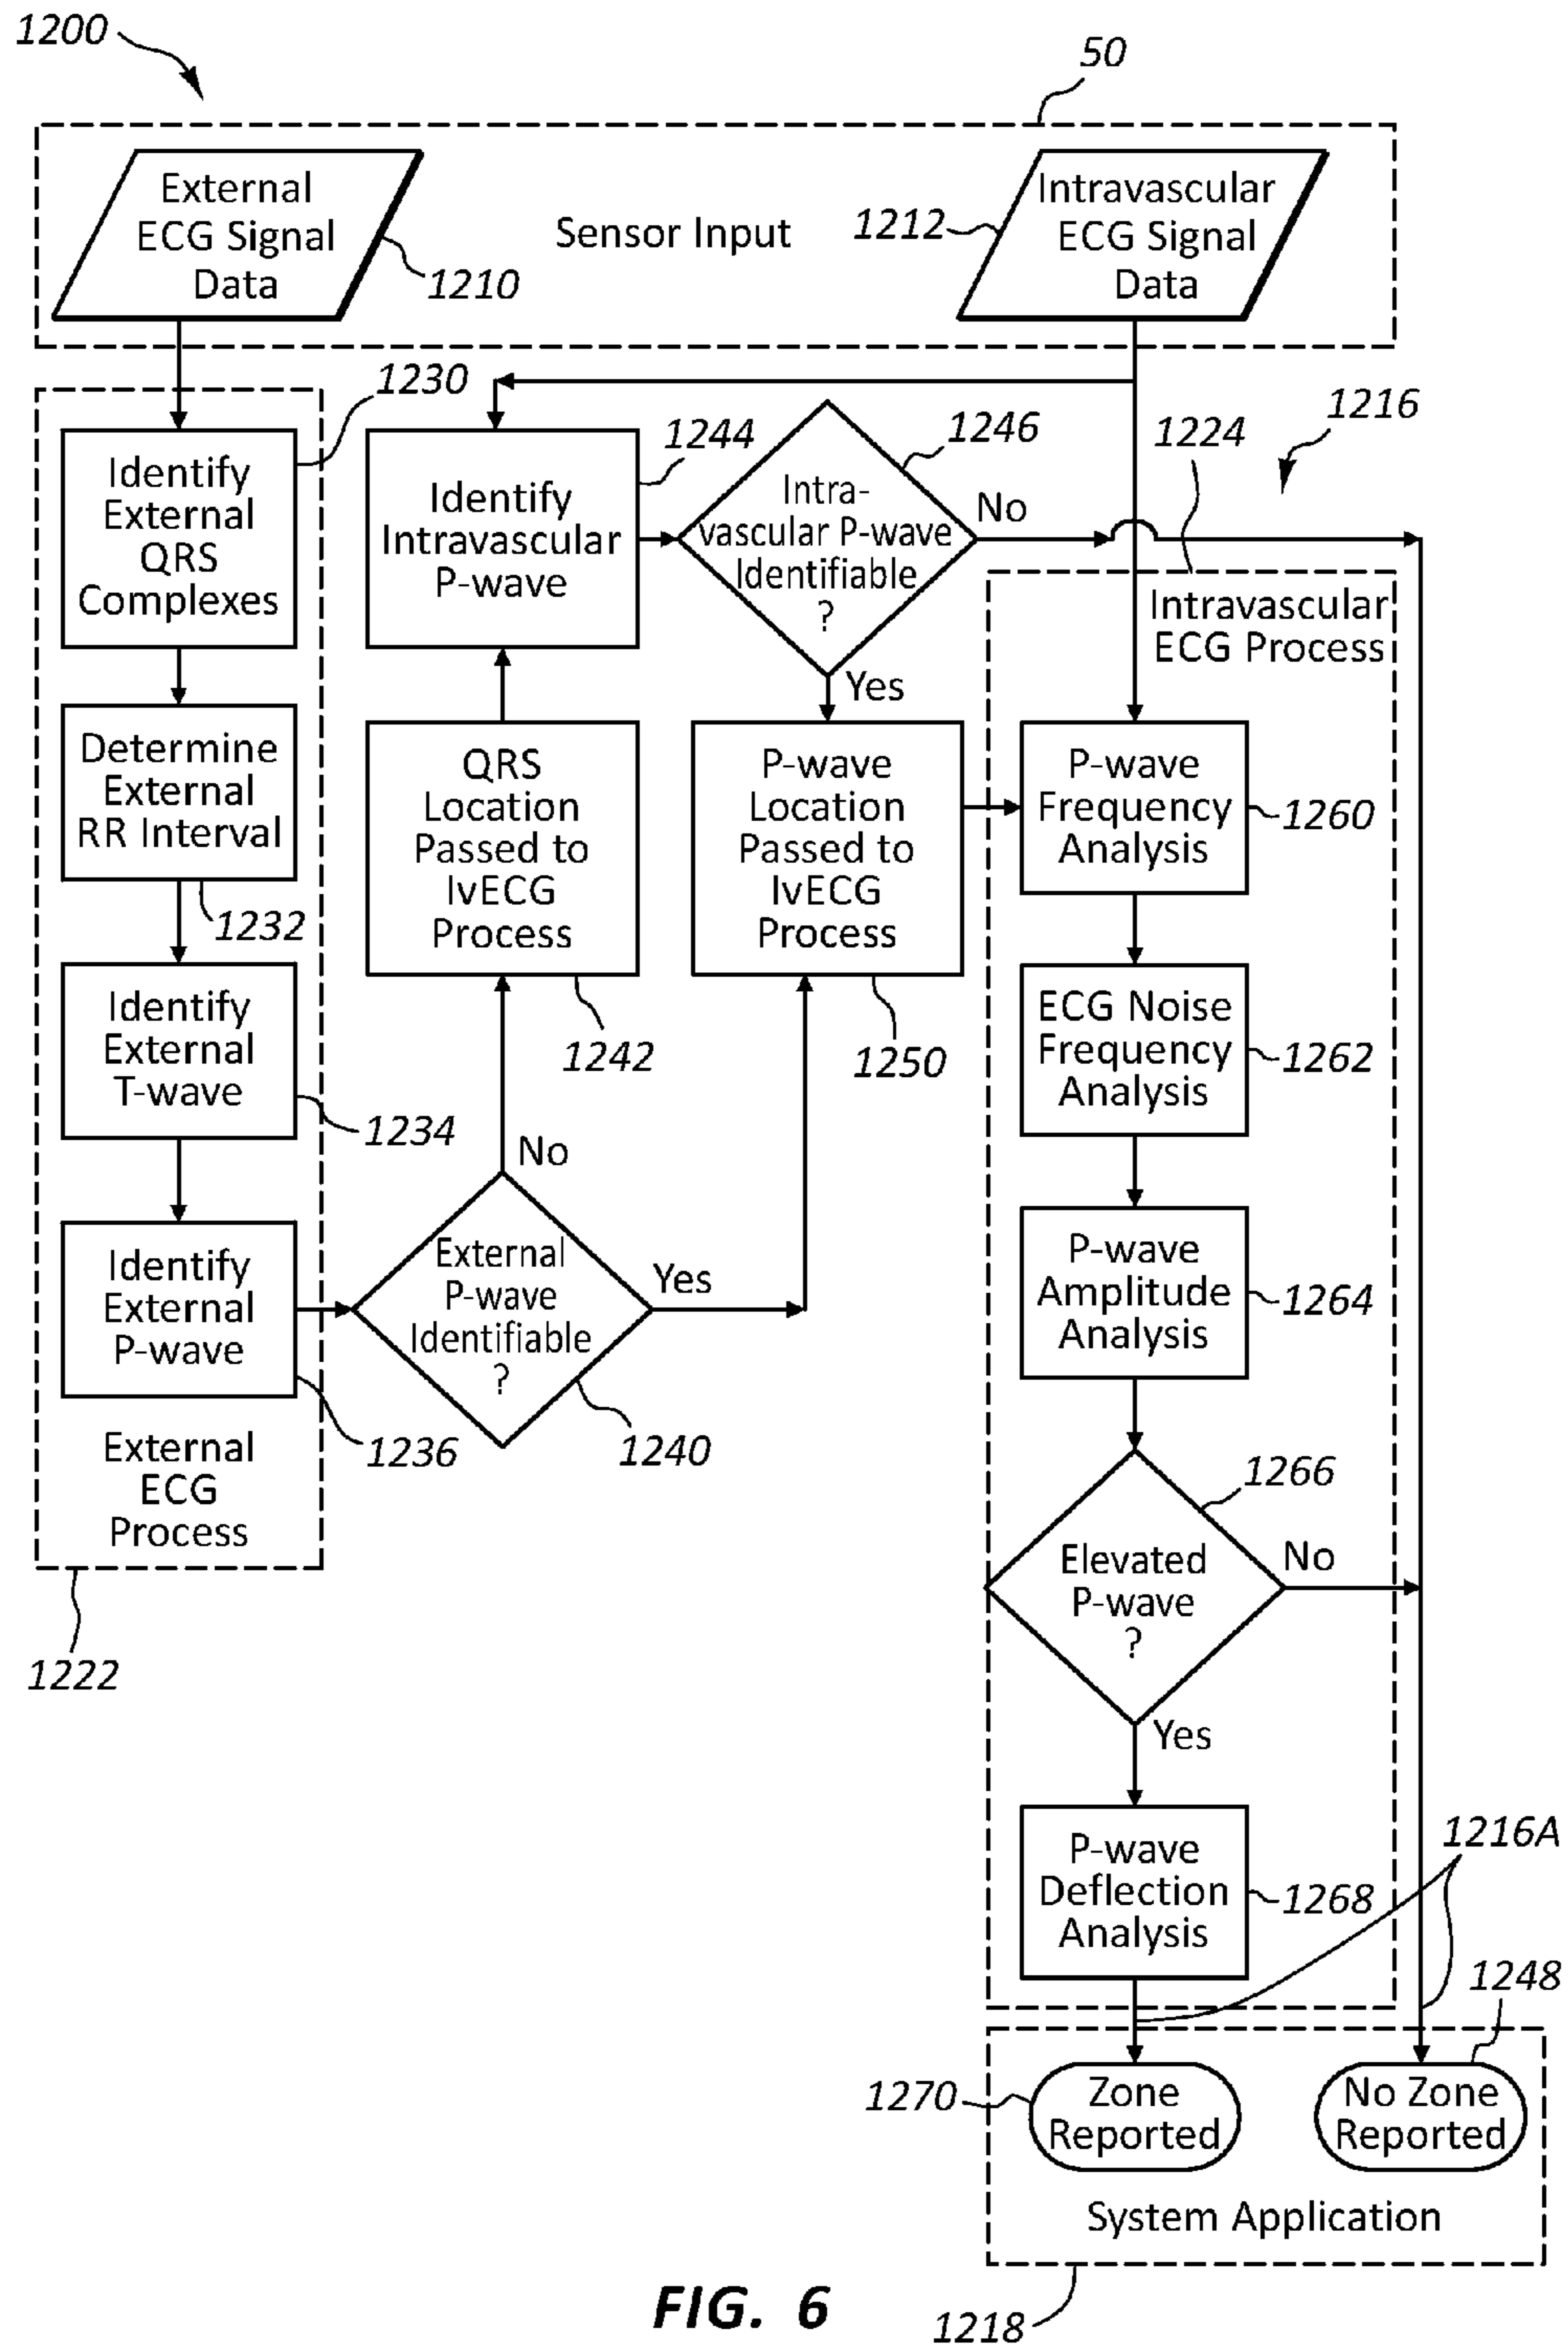 1200
50
External
ECG Signal
Data
1210
Sensor Input
1212
Intravascular
ECG Signal
Data
1230
Identify
External
QRS
Complexes
1244
Identify
Intravascular
P-wave
1246
Intra-
vascular P-wave
Identifiable
?
No
Yes
1224
1216
Intravascular
ECG Process
Determine
External
RR Interval
1232
QRS
Location
Passed to
IvECG
Process
1242
P-wave
Location
Passed to
IvECG
Process
1250
P-wave
Frequency
Analysis
1260
Identify
External
T-wave
1234
ECG Noise
Frequency
Analysis
1262
Identify
External
P-wave
1236
External
ECG
Process
1222
No
External
P-wave
Identifiable
?
Yes
1240
P-wave
Amplitude
Analysis
1264
1266
Elevated
P-wave
?
No
Yes
P-wave
Deflection
Analysis
1268
1216A
1248
1270
Zone
Reported
No Zone
Reported
System Application
1218
FIG. 6